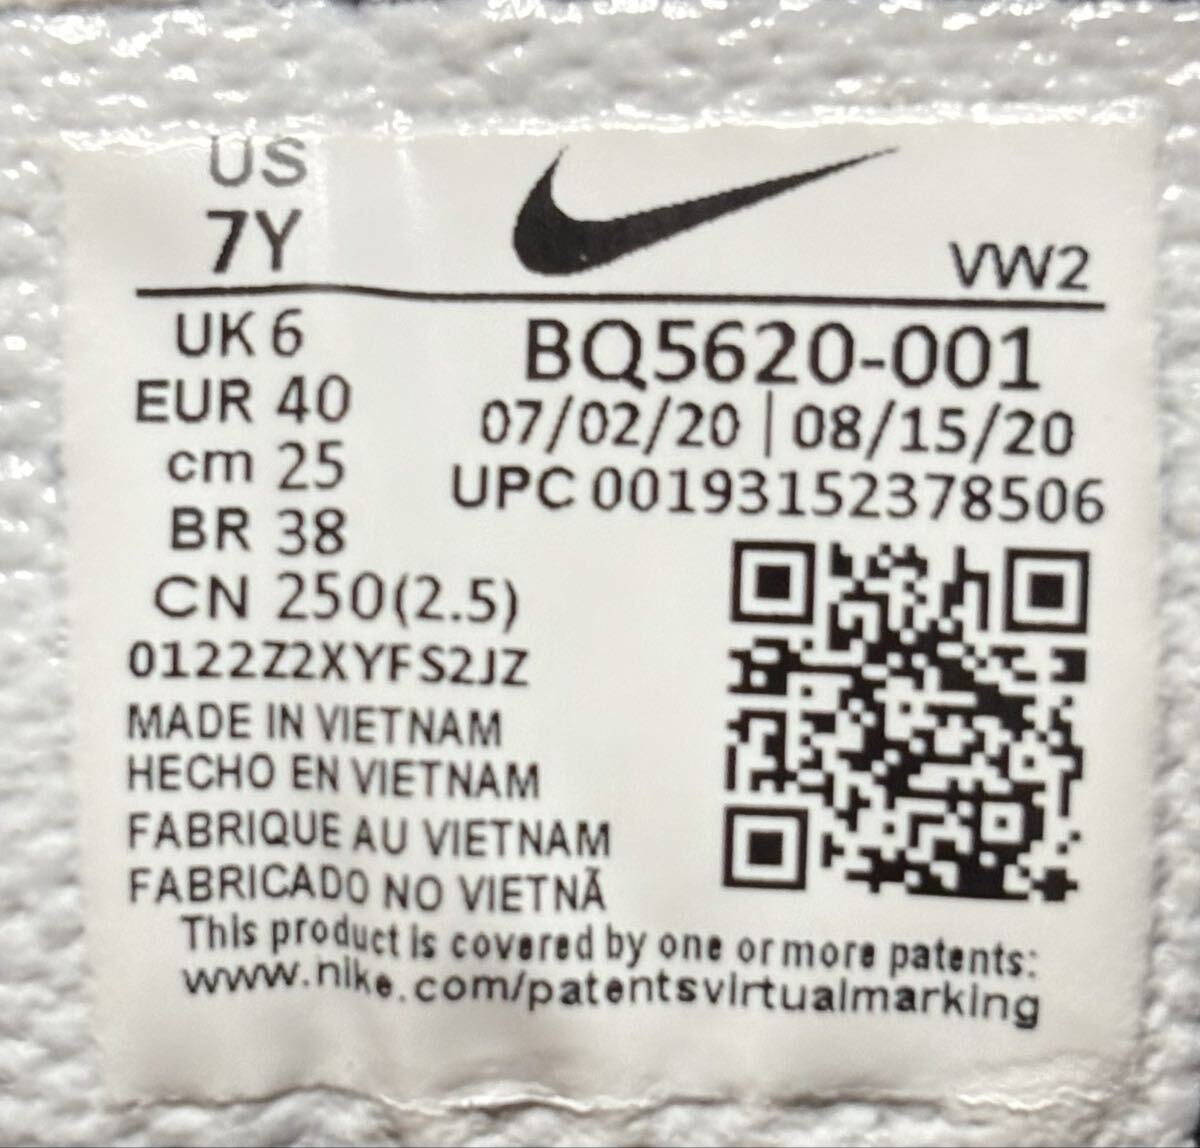 US
7Y
VW2
UK 6
EUR 40
cm 25
BR 38
CN 250(2.5)
BQ5620-001
07/02/20 | 08/15/20
UPC 00193152378506
0122Z2XYFS2JZ
MADE IN VIETNAM
HECHO EN VIETNAM
FABRIQUE AU VIETNAM
FABRICADO NO VIETNÃ
This product is covered by one or more patents:
www.nike.com/patentsvirtualmarking